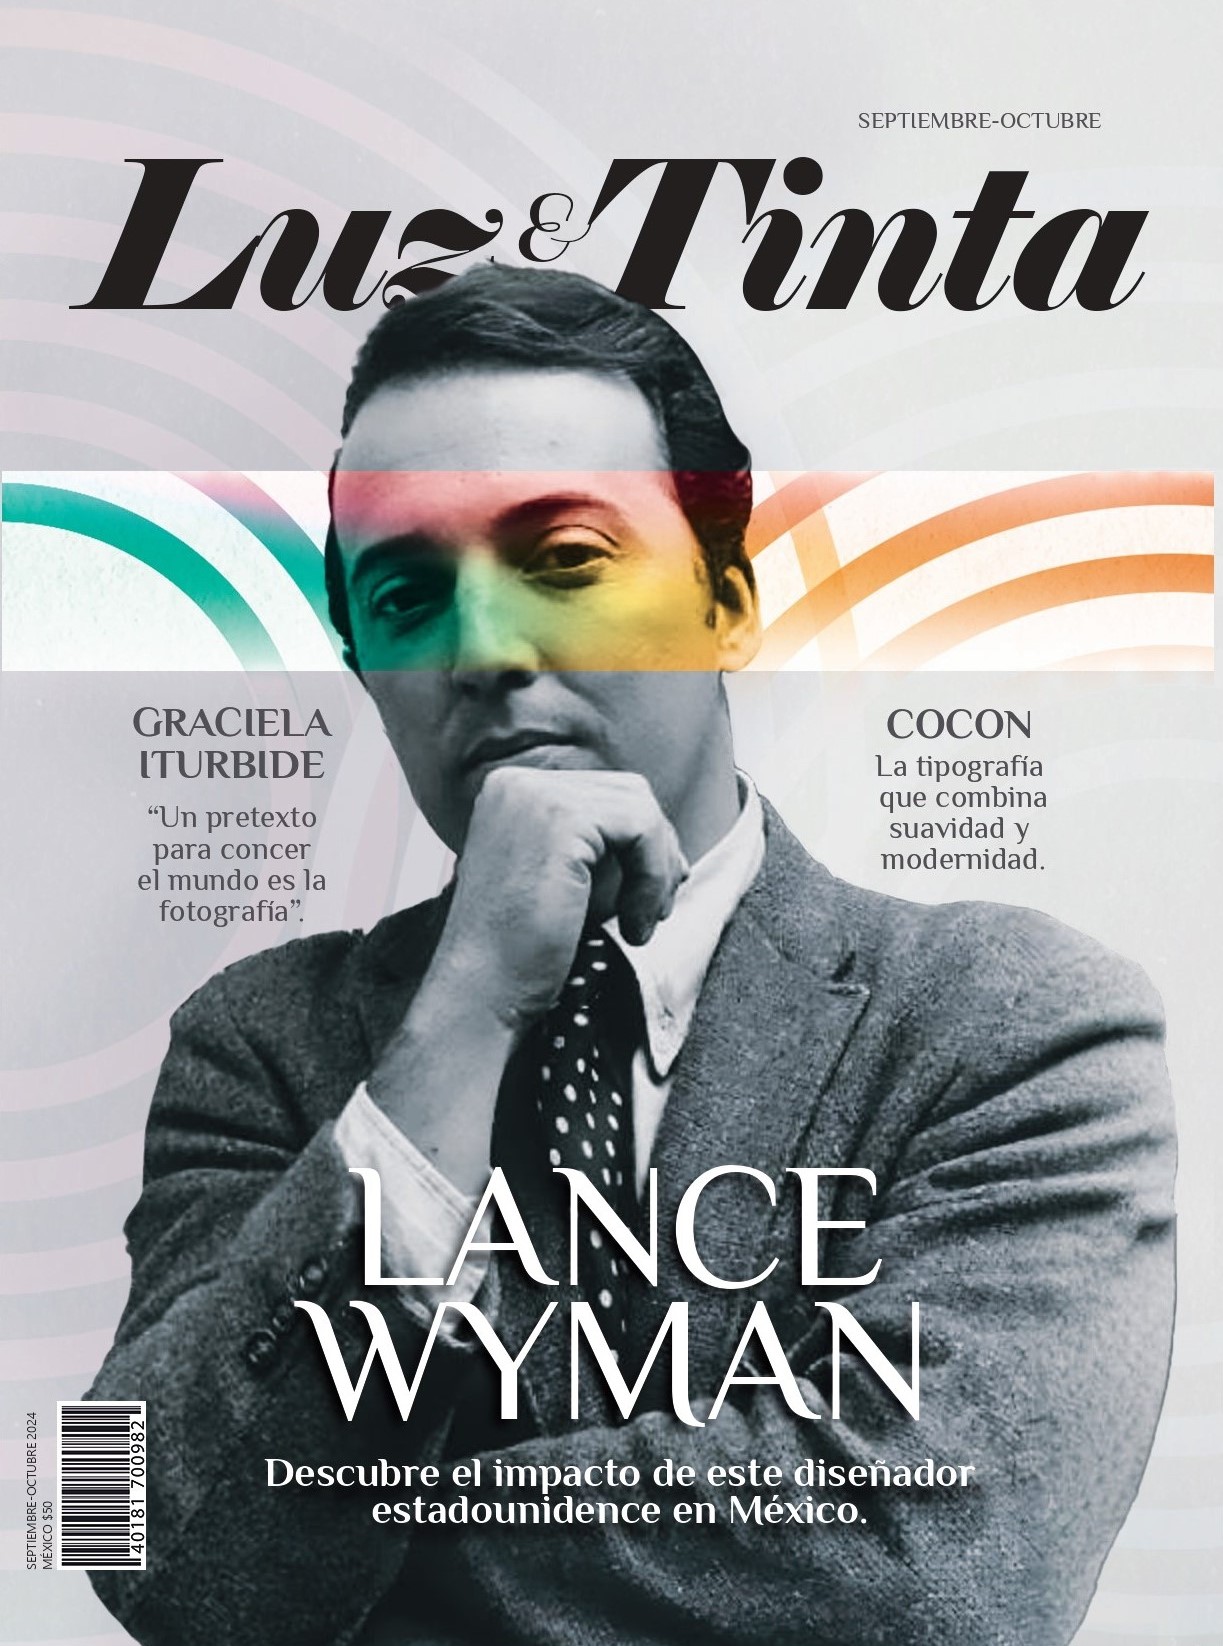 SEPTIEMBRE-OCTUBRE
Luz & Tinta
GRACIELA
ITURBIDE
“Un pretexto
para concer
el mundo es la
fotografía”.
COCON
La tipografía
que combina
suavidad y
modernidad.
LANCE
WYMAN
Descubre el impacto de este diseñador
estadounidence en México.
SEPTIEMBRE-OCTUBRE 2024
MÉXICO $50
40181 700982